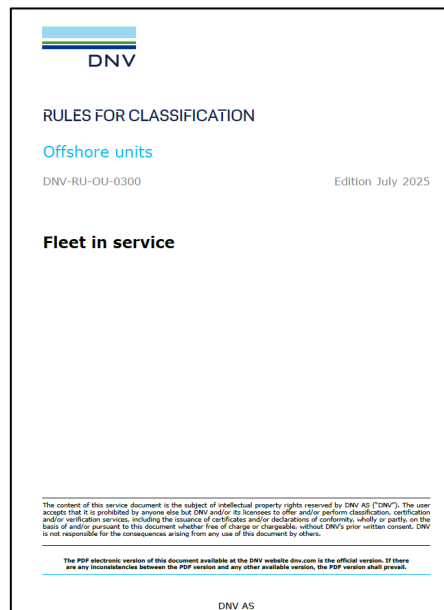 DNV
RULES FOR CLASSIFICATION
Offshore units
DNV-RU-OU-0300 Edition July 2025
Fleet in service
The content of this service document is the subject of intellectual property rights reserved by DNV AS ("DNV"). The user
accepts that it is prohibited by anyone else but DNV and/or its licensees to offer and/or perform classification, certification
and/or verification services, including the issuance of certificates and/or declarations of conformity, wholly or partly, on the
basis of and/or pursuant to this document whether free of charge or chargeable, without DNV's prior written consent. DNV
is not responsible for the consequences arising from any use of this document by others.
The PDF electronic version of this document available at the DNV website dnv.com is the official version. If there
are any inconsistencies between the PDF version and any other available version, the PDF version shall prevail.
DNV AS